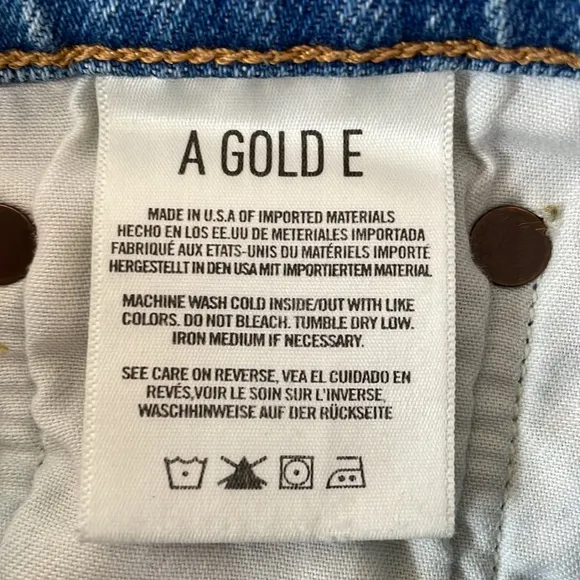 A GOLD E
MADE IN U.S.A OF IMPORTED MATERIALS
HECHO EN LOS EE.UU DE METERIALES IMPORTADA
FABRIQUÉ AUX ETATS-UNIS DU MATÉRIELS IMPORTÉ
HERGESTELLT IN DEN USA MIT IMPORTIERTEM MATERIAL
MACHINE WASH COLD INSIDE/OUT WITH LIKE
COLORS. DO NOT BLEACH. TUMBLE DRY LOW.
IRON MEDIUM IF NECESSARY.
SEE CARE ON REVERSE, VEA EL CUIDADO EN
REVÉS,VOIR LE SOIN SUR L'INVERSE,
WASCHHINWEISE AUF DER RÜCKSEITE